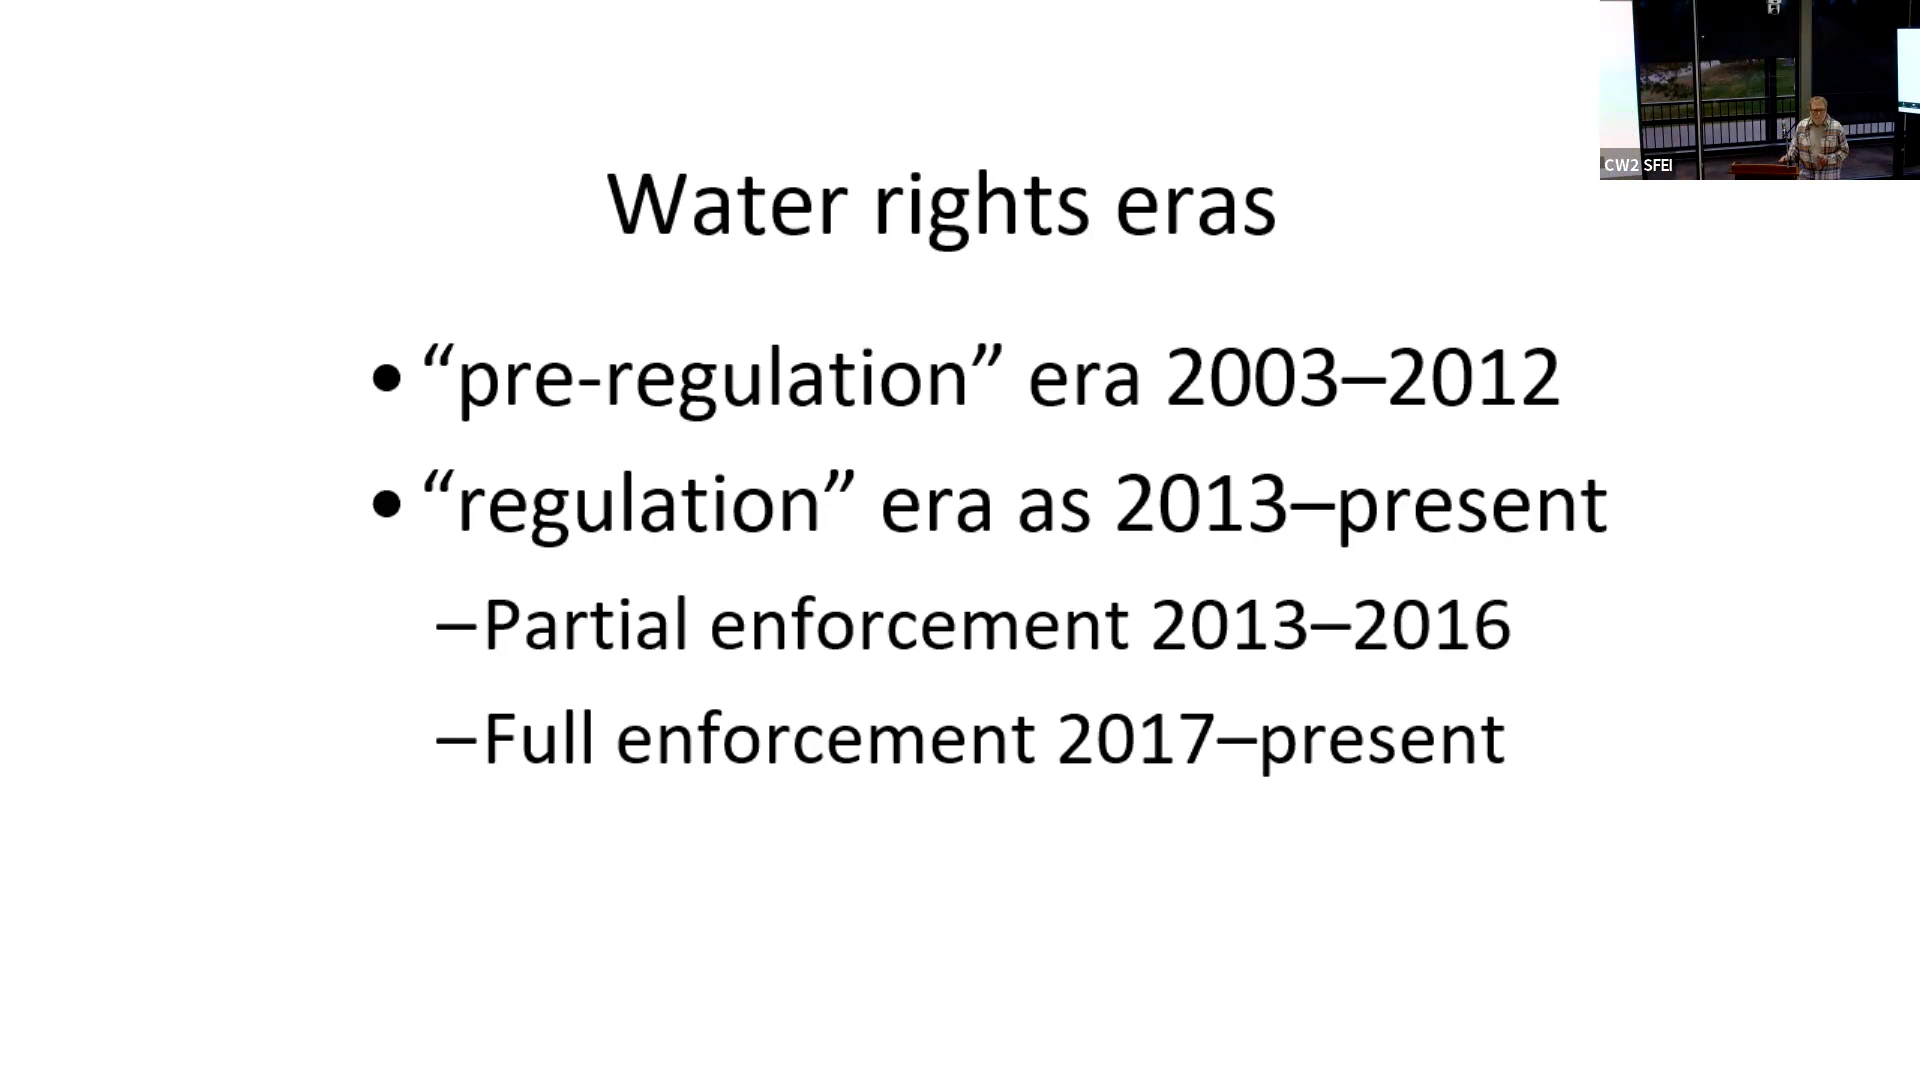 CW2 SFEI
Water rights eras
• “pre-regulation” era 2003–2012
• “regulation” era as 2013–present
–Partial enforcement 2013–2016
–Full enforcement 2017–present